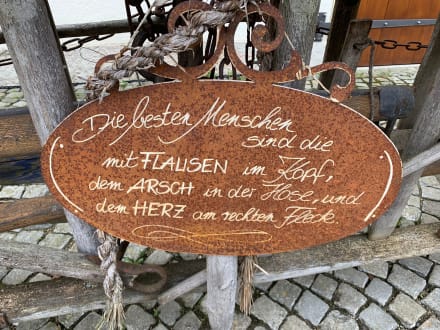 Die besten Menschen
sind die
mit FLAUSEN im Kopf,
dem ARSCH in der Hose, und
dem HERZ am rechten Fleck.